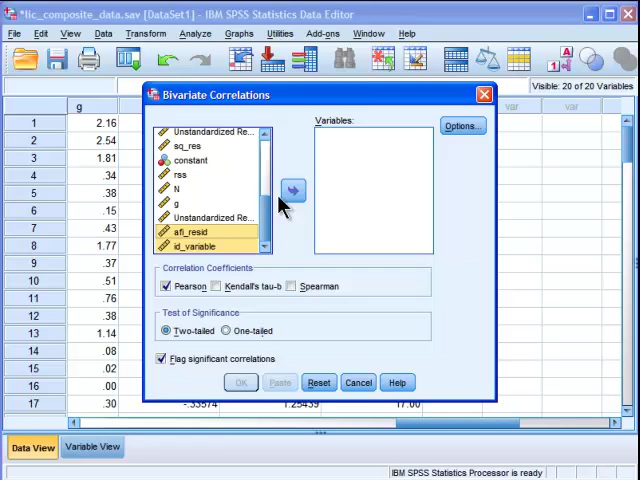 *lic_composite_data.sav [DataSet1] - IBM SPSS Statistics Data Editor
File Edit View Data Transform Analyze Graphs Utilities Add-ons Window Help
Visible: 20 of 20 Variables
g var var
1 2.16
2 2.54
3 1.81
4 .34
5 .38
6 .15
7 .43
8 1.77
9 .37
10 .51
11 .76
12 .38
13 1.14
14 .08
15 .02
16 .00
17 .30 -.33574 1.25439 17.00
Bivariate Correlations
Variables:
Options...
Unstandardized Re...
sq_res
constant
rss
N
g
Unstandardized Re...
afi_resid
id_variable
Correlation Coefficients
Pearson Kendall's tau-b Spearman
Test of Significance
Two-tailed One-tailed
Flag significant correlations
OK Paste Reset Cancel Help
Data View Variable View
IBM SPSS Statistics Processor is ready